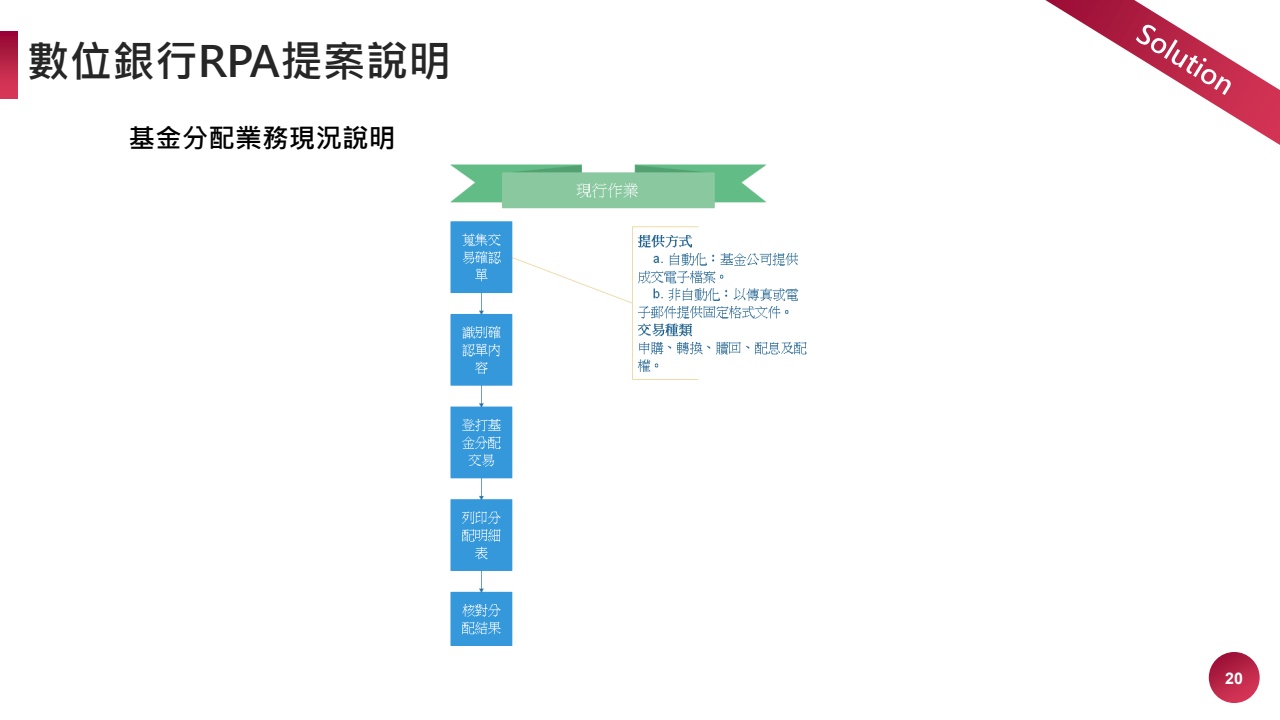 數位銀行RPA提案說明
Solution
基金分配業務現況說明
現行作業
蒐集交
易確認
單
提供方式
a. 自動化：基金公司提供
成交電子檔案。
b. 非自動化：以傳真或電
子郵件提供固定格式文件。
交易種類
申購、轉換、贖回、配息及配
權。
識別確
認單內
容
登打基
金分配
交易
列印分
配明細
表
核對分
配結果
20